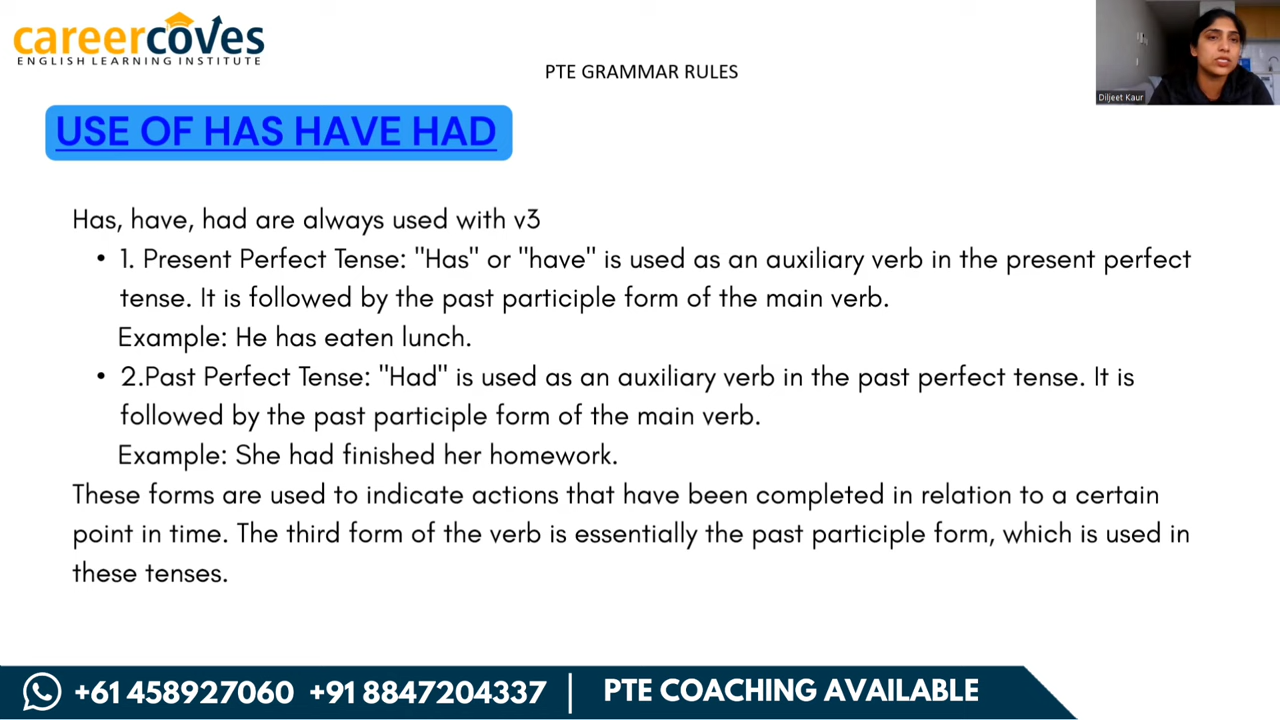 careercoves
ENGLISH LEARNING INSTITUTE
PTE GRAMMAR RULES
Diljeet Kaur
USE OF HAS HAVE HAD
Has, have, had are always used with v3
• 1. Present Perfect Tense: "Has" or "have" is used as an auxiliary verb in the present perfect
tense. It is followed by the past participle form of the main verb.
Example: He has eaten lunch.
• 2.Past Perfect Tense: "Had" is used as an auxiliary verb in the past perfect tense. It is
followed by the past participle form of the main verb.
Example: She had finished her homework.
These forms are used to indicate actions that have been completed in relation to a certain
point in time. The third form of the verb is essentially the past participle form, which is used in
these tenses.
+61 458927060 +91 8847204337 | PTE COACHING AVAILABLE